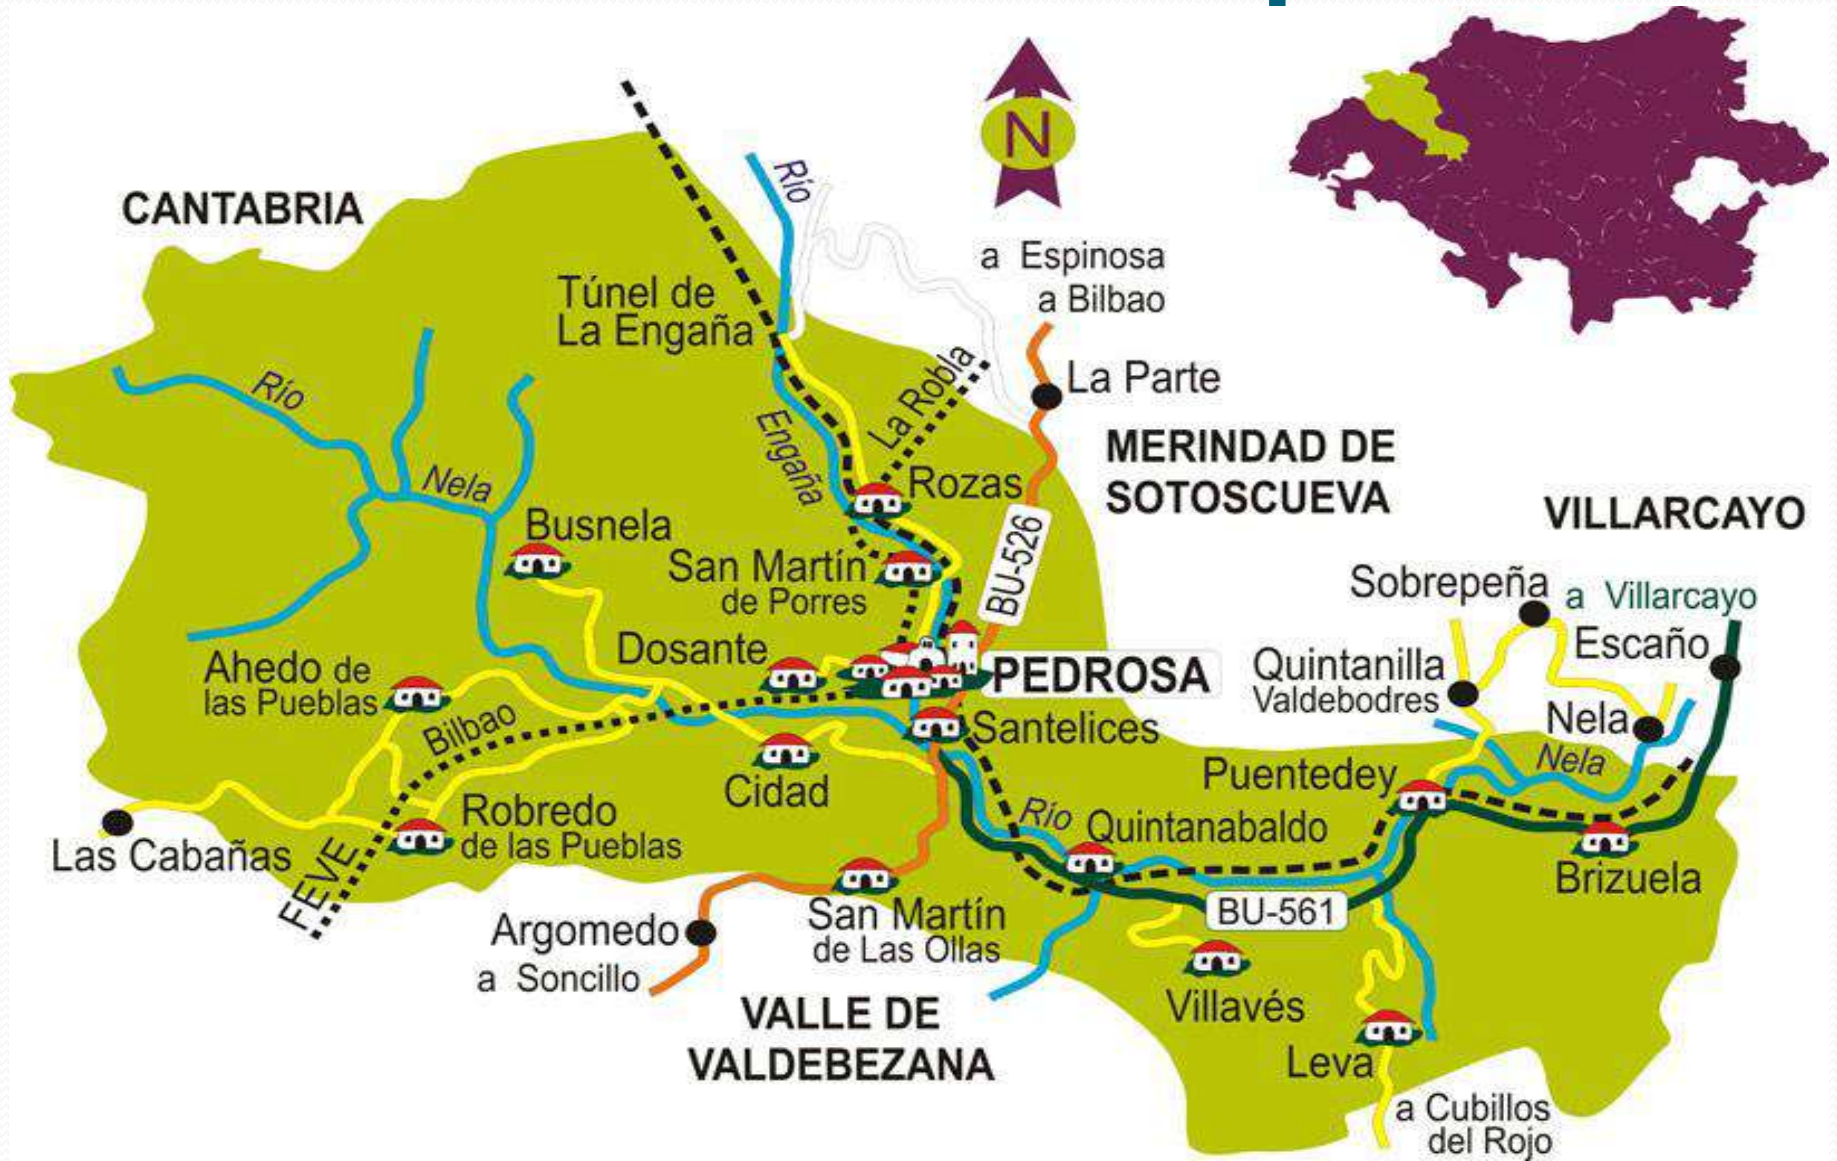 N
Río
CANTABRIA
a Espinosa
a Bilbao
Túnel de
La Engaña
La Robla
La Parte
Río
Engaña
MERINDAD DE
SOTOSCUEVA
Nela
Rozas
VILLARCAYO
Busnela
BU-526
San Martín
de Porres
Sobrepeña
a Villarcayo
Dosante
Escaño
Ahedo de
las Pueblas
PEDROSA
Quintanilla
Valdebodres
Bilbao
Santelices
Nela
Nela
Cidad
Puentedey
Robredo
de las Pueblas
Río
Quintanabaldo
Las Cabañas
FEVE
Brizuela
San Martín
de Las Ollas
BU-561
Argomedo
a Soncillo
Villavés
VALLE DE
VALDEBEZANA
Leva
a Cubillos
del Rojo